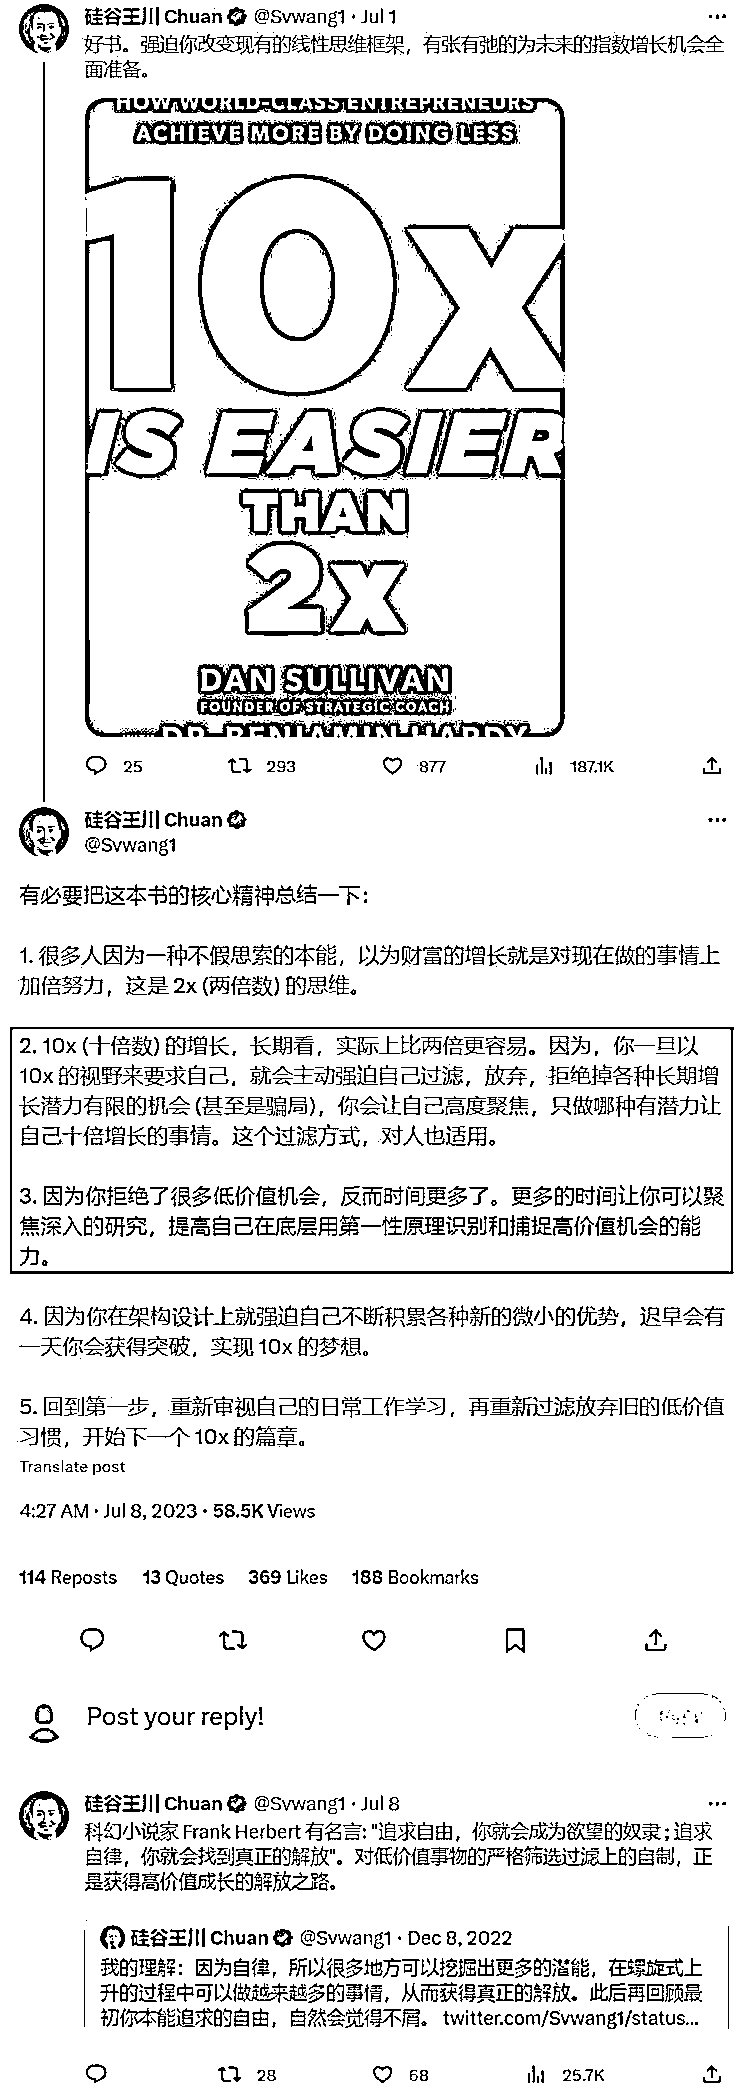 硅谷王川 Chuan @Svwang1 · Jul 1
好书。强迫你改变现有的线性思维框架，有张有弛的为未来的指数增长机会全
面准备。
HOW WORLD-CLASS ENTREPRENEURS
ACHIEVE MORE BY DOING LESS
10x
IS EASIER
THAN
2x
DAN SULLIVAN
FOUNDER OF STRATEGIC COACH
DR. BENJAMIN HARDY
25 293 877 187.1K
硅谷王川 Chuan
@Svwang1
有必要把这本书的核心精神总结一下：
1. 很多人因为一种不假思索的本能，以为财富的增长就是对现在做的事情上
加倍努力，这是 2x (两倍数) 的思维。
2. 10x (十倍数) 的增长，长期看，实际上比两倍更容易。因为，你一旦以
10x 的视野来要求自己，就会主动强迫自己过滤，放弃，拒绝掉各种长期增
长潜力有限的机会 (甚至是骗局)，你会让自己高度聚焦，只做哪种有潜力让
自己十倍增长的事情。这个过滤方式，对人也适用。
3. 因为你拒绝了很多低价值机会，反而时间更多了。更多的时间让你可以聚
焦深入的研究，提高自己在底层用第一性原理识别和捕捉高价值机会的能
力。
4. 因为你在架构设计上就强迫自己不断积累各种新的微小的优势，迟早会有
一天你会获得突破，实现 10x 的梦想。
5. 回到第一步，重新审视自己的日常工作学习，再重新过滤放弃旧的低价值
习惯，开始下一个 10x 的篇章。
Translate post
4:27 AM · Jul 8, 2023 · 58.5K Views
114 Reposts 13 Quotes 369 Likes 188 Bookmarks
Post your reply!
硅谷王川 Chuan @Svwang1 · Jul 8
科幻小说家 Frank Herbert 有名言: "追求自由，你就会成为欲望的奴隶；追求
自律，你就会找到真正的解放"。对低价值事物的严格筛选过滤上的自制，正
是获得高价值成长的解放之路。
硅谷王川 Chuan @Svwang1 · Dec 8, 2022
我的理解：因为自律，所以很多地方可以挖掘出更多的潜能，在螺旋式上
升的过程中可以做越来越多的事情，从而获得真正的解放。此后再回顾最
初你本能追求的自由，自然会觉得不屑。 twitter.com/Svwang1/status...
28 68 25.7K